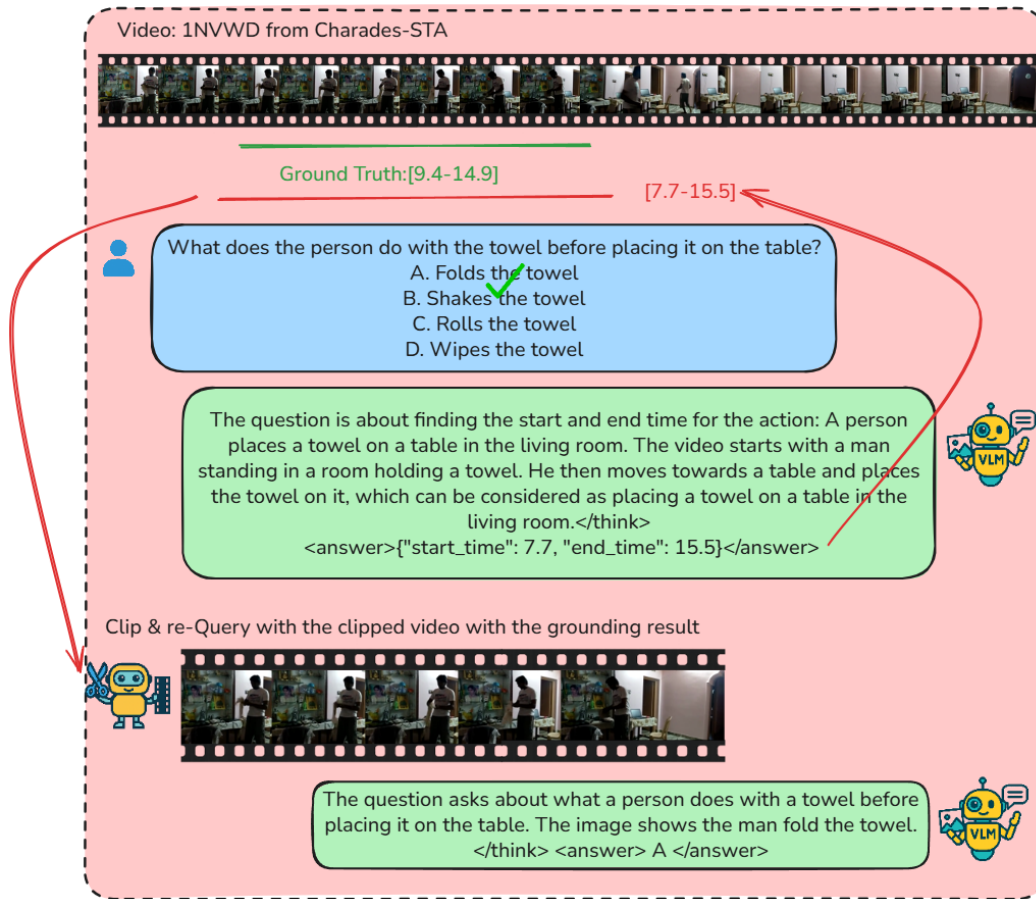 Video: 1NVWD from Charades-STA
Ground Truth:[9.4-14.9]
[7.7-15.5]
What does the person do with the towel before placing it on the table?
A. Folds the towel
B. Shakes the towel
C. Rolls the towel
D. Wipes the towel
The question is about finding the start and end time for the action: A person
places a towel on a table in the living room. The video starts with a man
standing in a room holding a towel. He then moves towards a table and places
the towel on it, which can be considered as placing a towel on a table in the
living room.</think>
<answer>{"start_time": 7.7, "end_time": 15.5}</answer>
VLM
Clip & re-Query with the clipped video with the grounding result
The question asks about what a person does with a towel before
placing it on the table. The image shows the man fold the towel.
</think> <answer> A </answer>
VLM